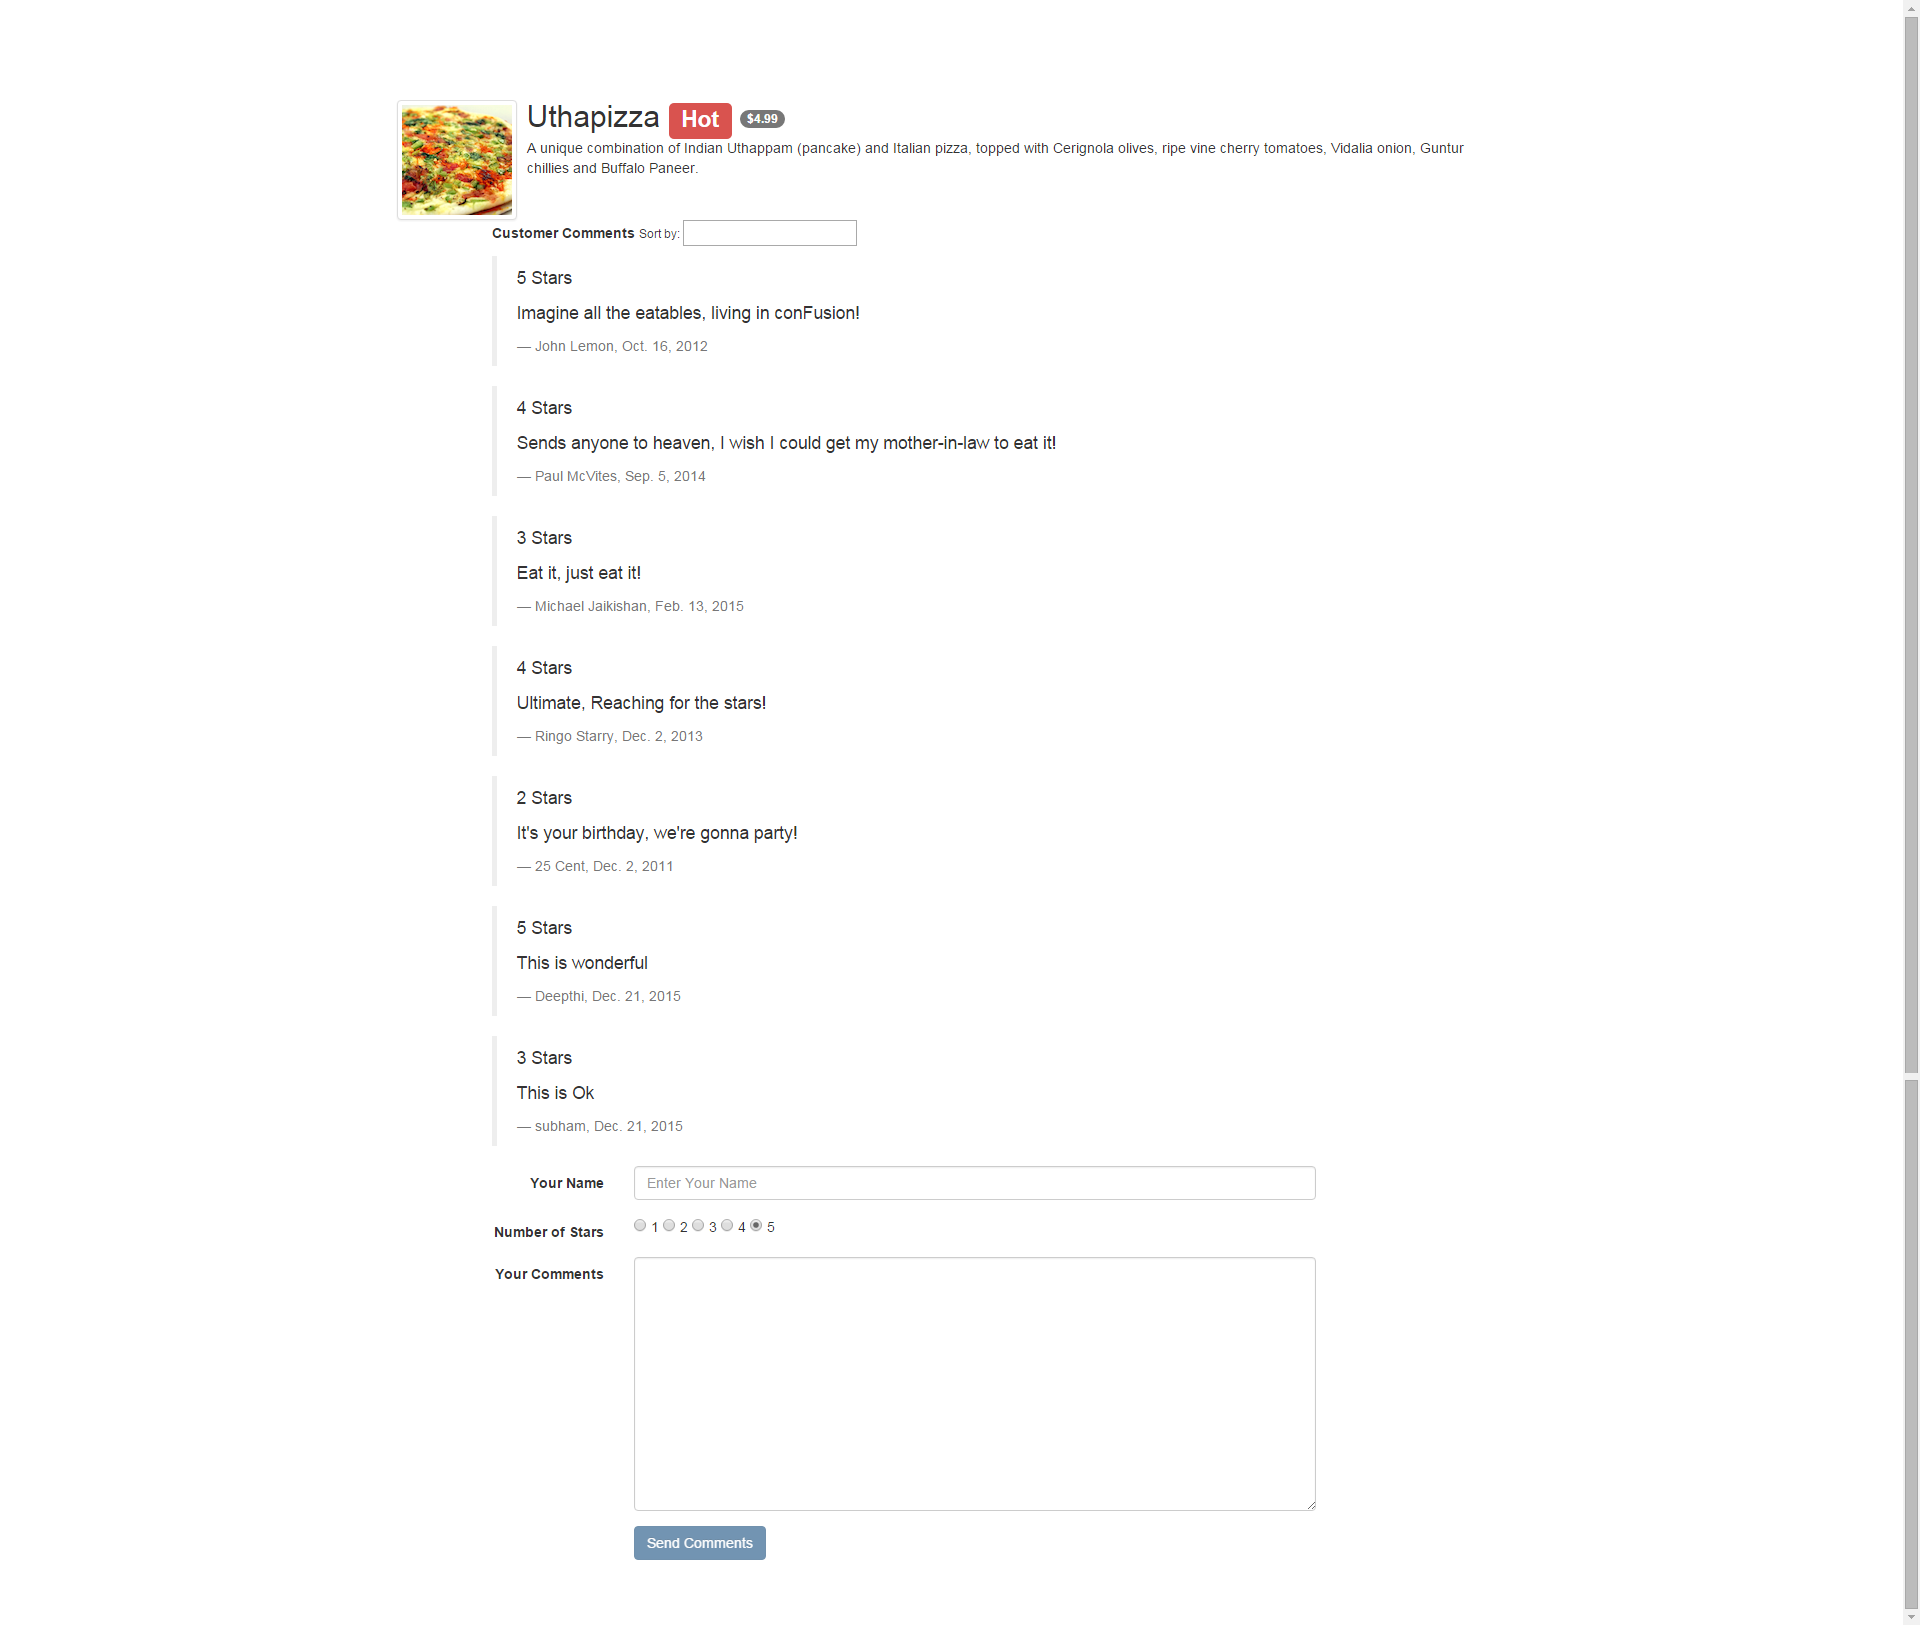 Uthapizza Hot $4.99
A unique combination of Indian Uthappam (pancake) and Italian pizza, topped with Cerignola olives, ripe vine cherry tomatoes, Vidalia onion, Guntur
chillies and Buffalo Paneer.
Customer Comments Sort by:
5 Stars
Imagine all the eatables, living in conFusion!
— John Lemon, Oct. 16, 2012
4 Stars
Sends anyone to heaven, I wish I could get my mother-in-law to eat it!
— Paul McVites, Sep. 5, 2014
3 Stars
Eat it, just eat it!
— Michael Jaikishan, Feb. 13, 2015
4 Stars
Ultimate, Reaching for the stars!
— Ringo Starry, Dec. 2, 2013
2 Stars
It's your birthday, we're gonna party!
— 25 Cent, Dec. 2, 2011
5 Stars
This is wonderful
— Deepthi, Dec. 21, 2015
3 Stars
This is Ok
— subham, Dec. 21, 2015
Your Name Enter Your Name
Number of Stars 1 2 3 4 5
Your Comments
Send Comments